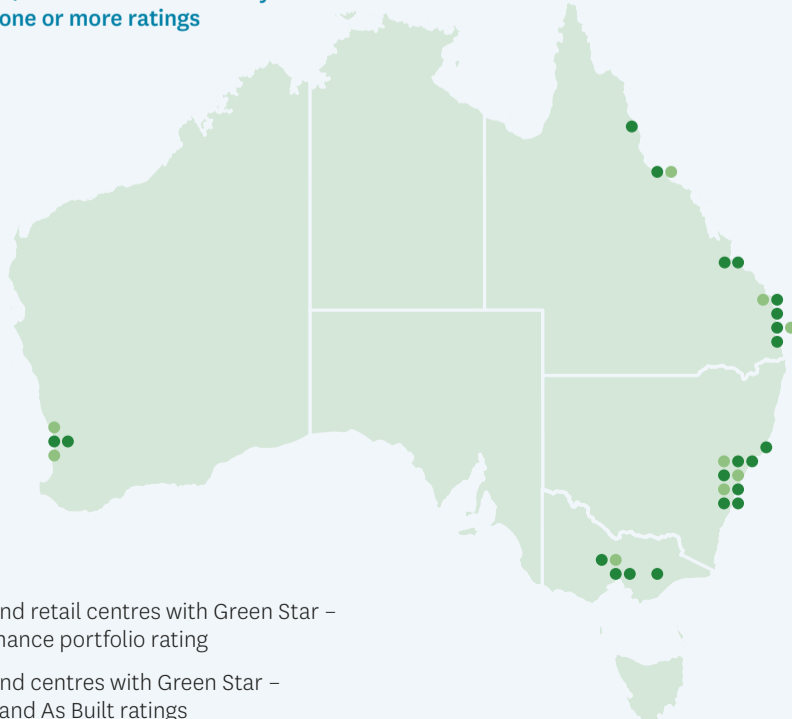 one or more ratings
nd retail centres with Green Star –
nance portfolio rating
nd centres with Green Star –
and As Built ratings